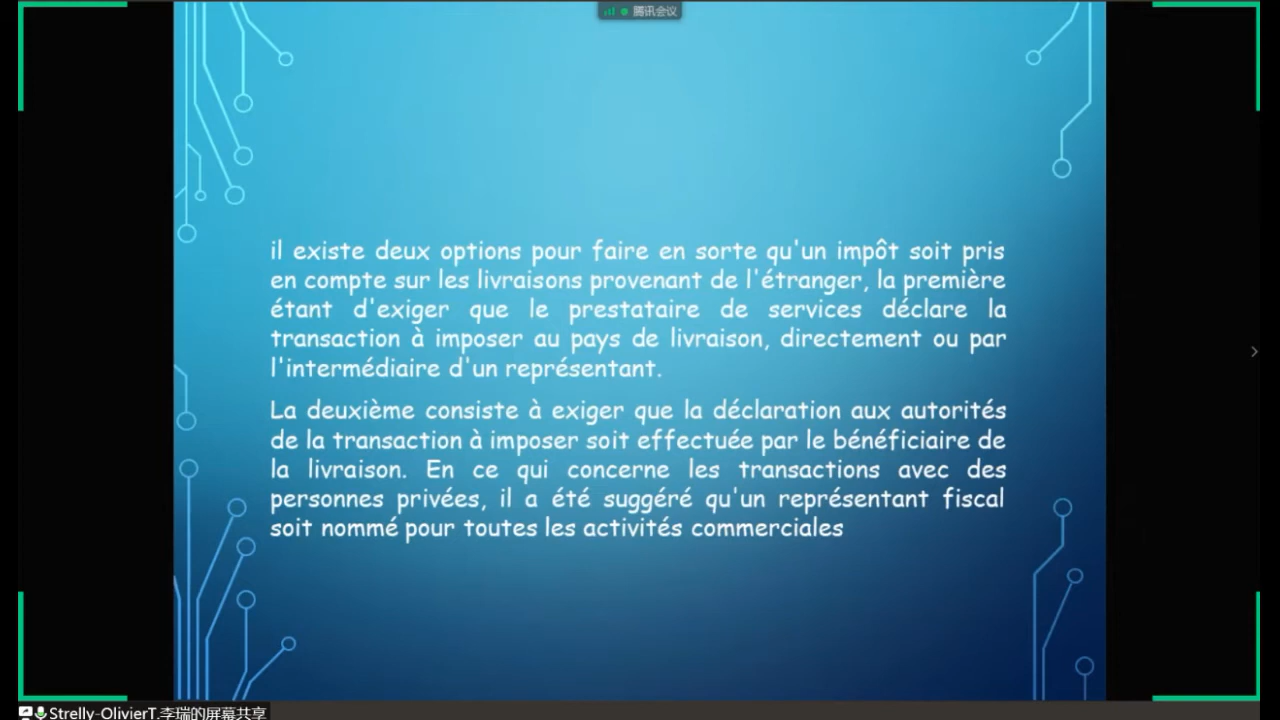 腾讯会议
il existe deux options pour faire en sorte qu'un impôt soit pris
en compte sur les livraisons provenant de l'étranger, la première
étant d'exiger que le prestataire de services déclare la
transaction à imposer au pays de livraison, directement ou par
l'intermédiaire d'un représentant.
La deuxième consiste à exiger que la déclaration aux autorités
de la transaction à imposer soit effectuée par le bénéficiaire de
la livraison. En ce qui concerne les transactions avec des
personnes privées, il a été suggéré qu'un représentant fiscal
soit nommé pour toutes les activités commerciales
Strelly-OlivierT.李瑞的屏幕共享